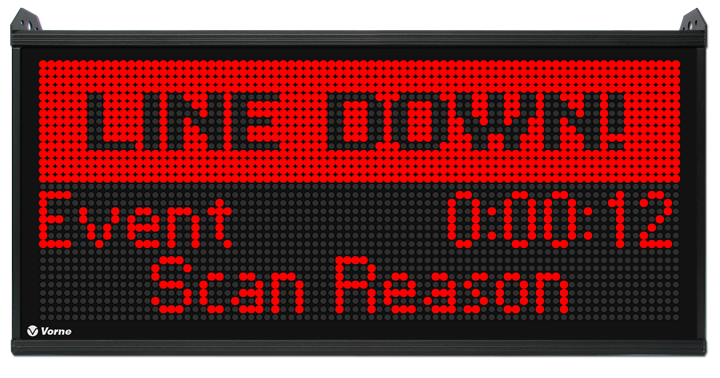 LINE DOWN!
Event 0:00:12
Scan Reason
Vorne